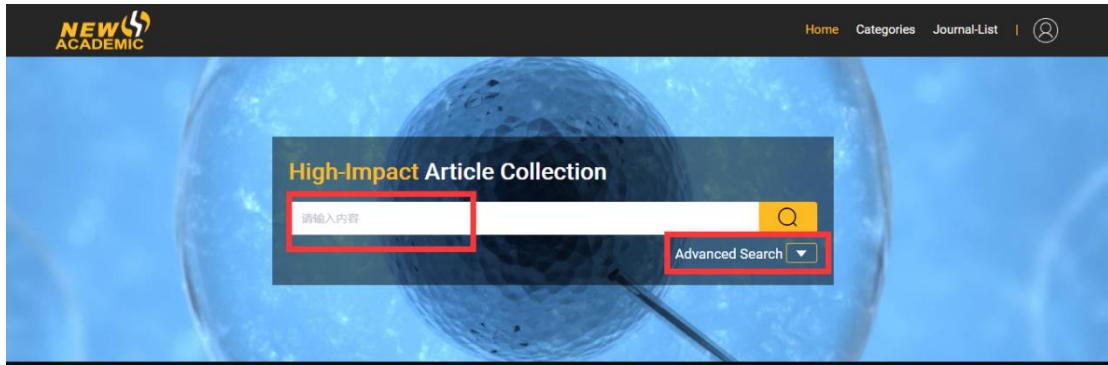 NEW
ACADEMIC
Home Categories Journal-List |
High-Impact Article Collection
请输入内容
Advanced Search